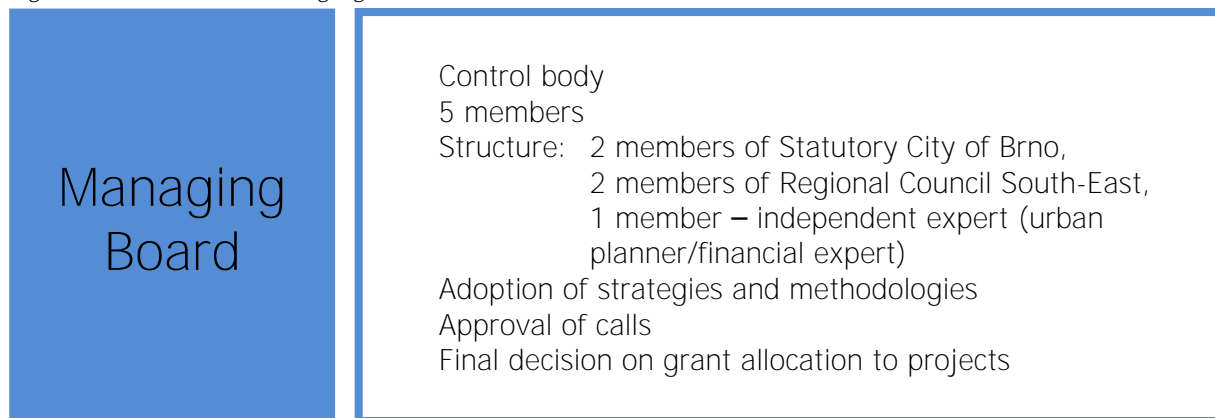 Managing
Board
Control body
5 members
Structure: 2 members of Statutory City of Brno,
2 members of Regional Council South-East,
1 member – independent expert (urban
planner/financial expert)
Adoption of strategies and methodologies
Approval of calls
Final decision on grant allocation to projects